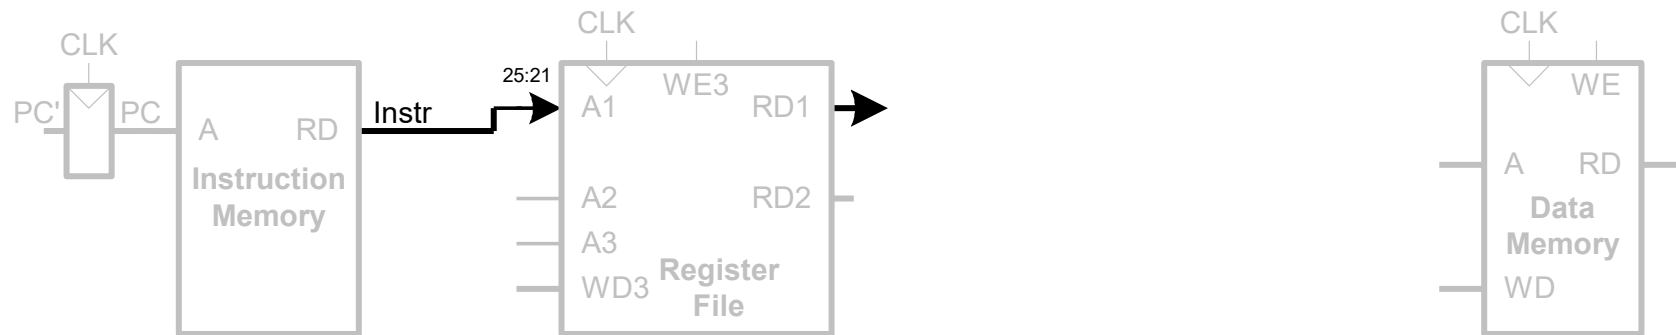 CLK
PC'
PC
A
RD
Instruction
Memory
Instr
25:21
CLK
WE3
A1
RD1
A2
RD2
A3
WD3
Register
File
CLK
WE
A
RD
Data
Memory
WD